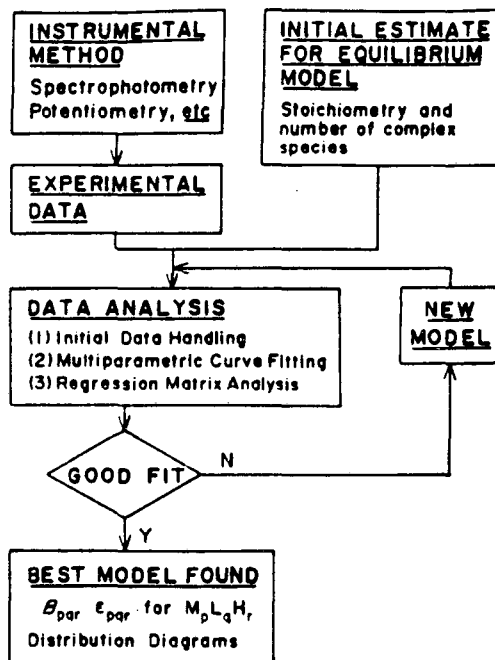 INSTRUMENTAL
METHOD
Spectrophotometry
Potentiometry, etc
INITIAL ESTIMATE
FOR EQUILIBRIUM
MODEL
Stoichiometry and
number of complex
species
EXPERIMENTAL
DATA
DATA ANALYSIS
(1) Initial Data Handling
(2) Multiparametric Curve Fitting
(3) Regression Matrix Analysis
NEW
MODEL
GOOD FIT
N
Y
BEST MODEL FOUND
βpqr εpqr for MpLqHr
Distribution Diagrams